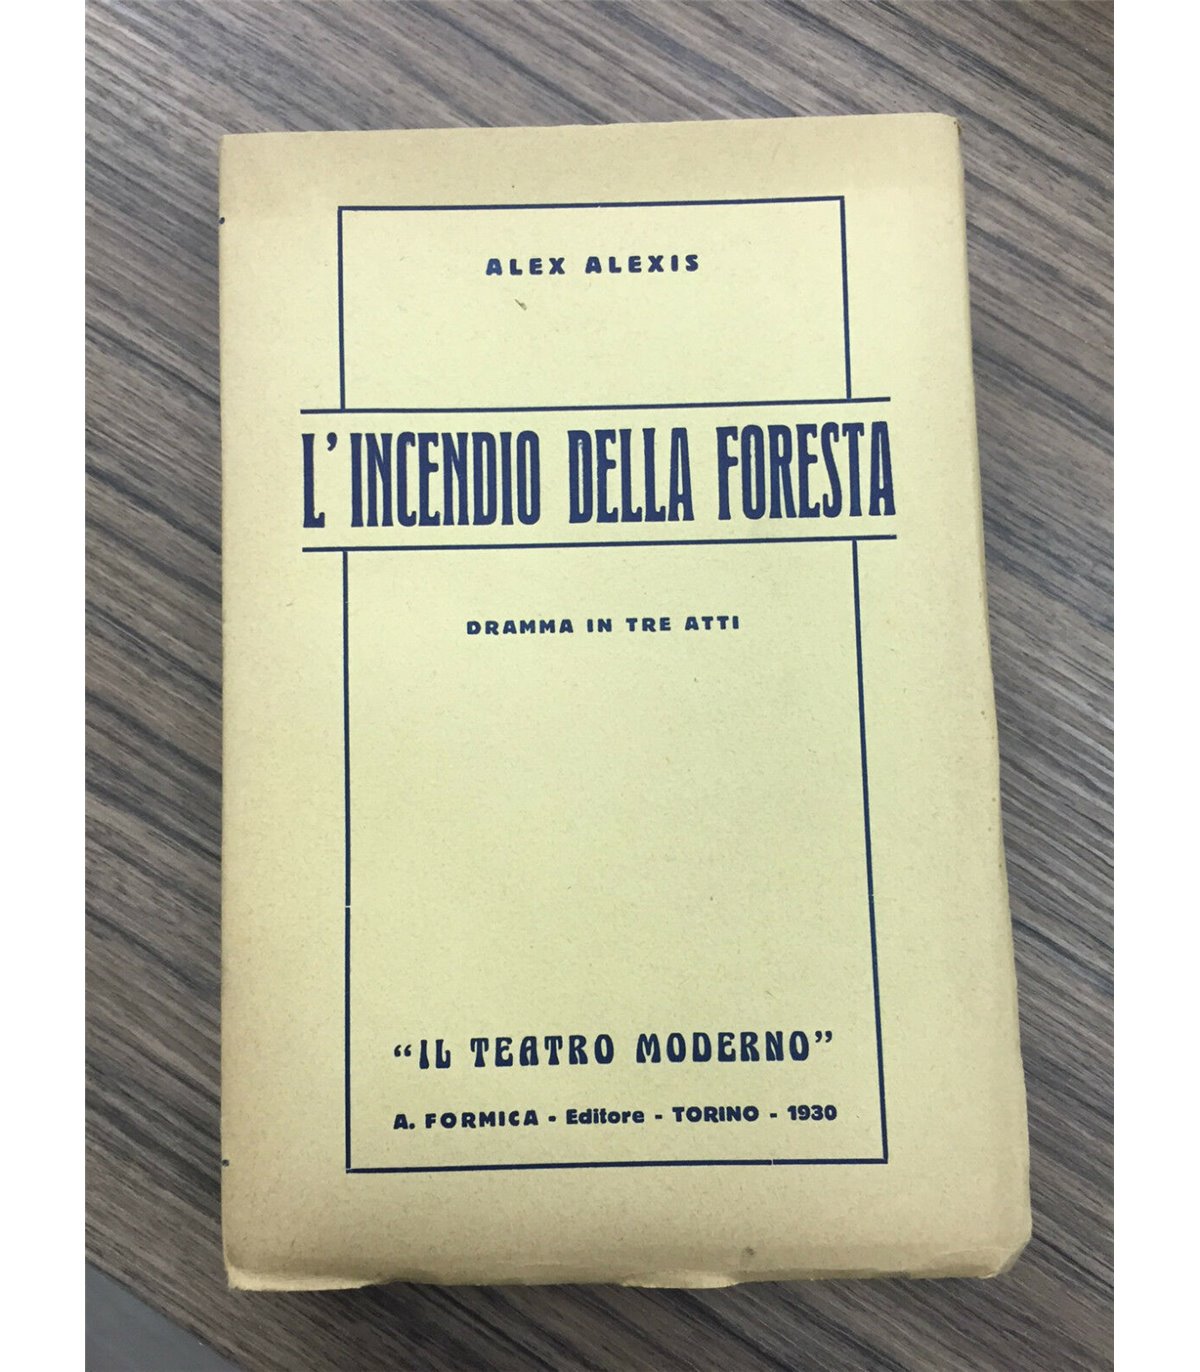 ALEX ALEXIS
L'INCENDIO DELLA FORESTA
DRAMMA IN TRE ATTI
“IL TEATRO MODERNO”
A. FORMICA - Editore - TORINO - 1930